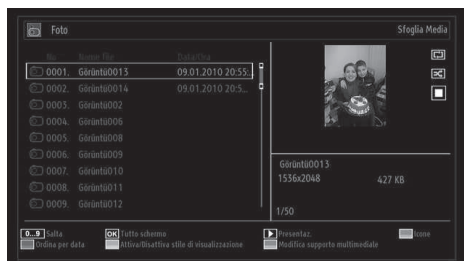 Foto
Sfoglia Media
No. Nome file Data/Ora
0001. Görüntü0013 09.01.2010 20:55:..
0002. Görüntü0014 09.01.2010 20:5...
0003. Görüntü002
0004. Görüntü006
0005. Görüntü008
0006. Görüntü009
0007. Görüntü010
0008. Görüntü011
0009. Görüntü012
Görüntü0013
1536x2048 427 KB
1/50
0...9 Salta OK Tutto schermo Presentaz. Icone
Ordina per data Attiva/Disattiva stile di visualizzazione Modifica supporto multimediale